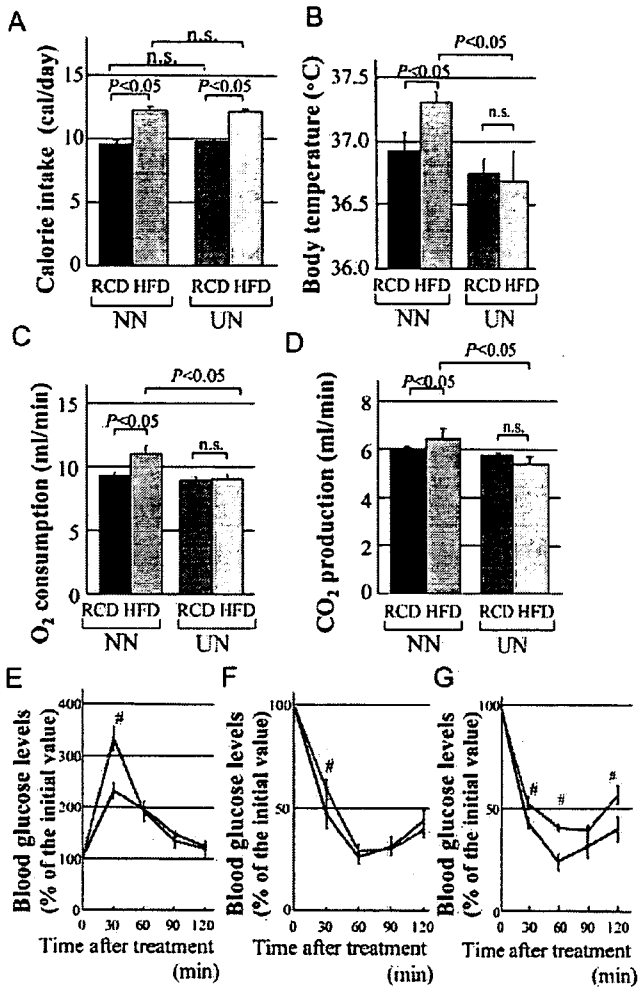 A
n.s.
n.s.
P<0.05
P<0.05
Calorie intake (cal/day)
15
10
5
0
RCD HFD RCD HFD
NN UN
B
P<0.05
P<0.05
n.s.
Body temperature (°C)
37.5
37.0
36.5
36.0
RCD HFD RCD HFD
NN UN
C
P<0.05
P<0.05
n.s.
O2 consumption (ml/min)
15
10
5
0
RCD HFD RCD HFD
NN UN
D
P<0.05
P<0.05
n.s.
CO2 production (ml/min)
8
6
4
2
0
RCD HFD RCD HFD
NN UN
E
Blood glucose levels
(% of the initial value)
400
300
200
100
#
0 30 60 90 120
Time after treatment
(min)
F
Blood glucose levels
(% of the initial value)
100
50
0
#
0 30 60 90 120
Time after treatment
(min)
G
Blood glucose levels
(% of the initial value)
100
50
0
# # #
0 30 60 90 120
Time after treatment
(min)